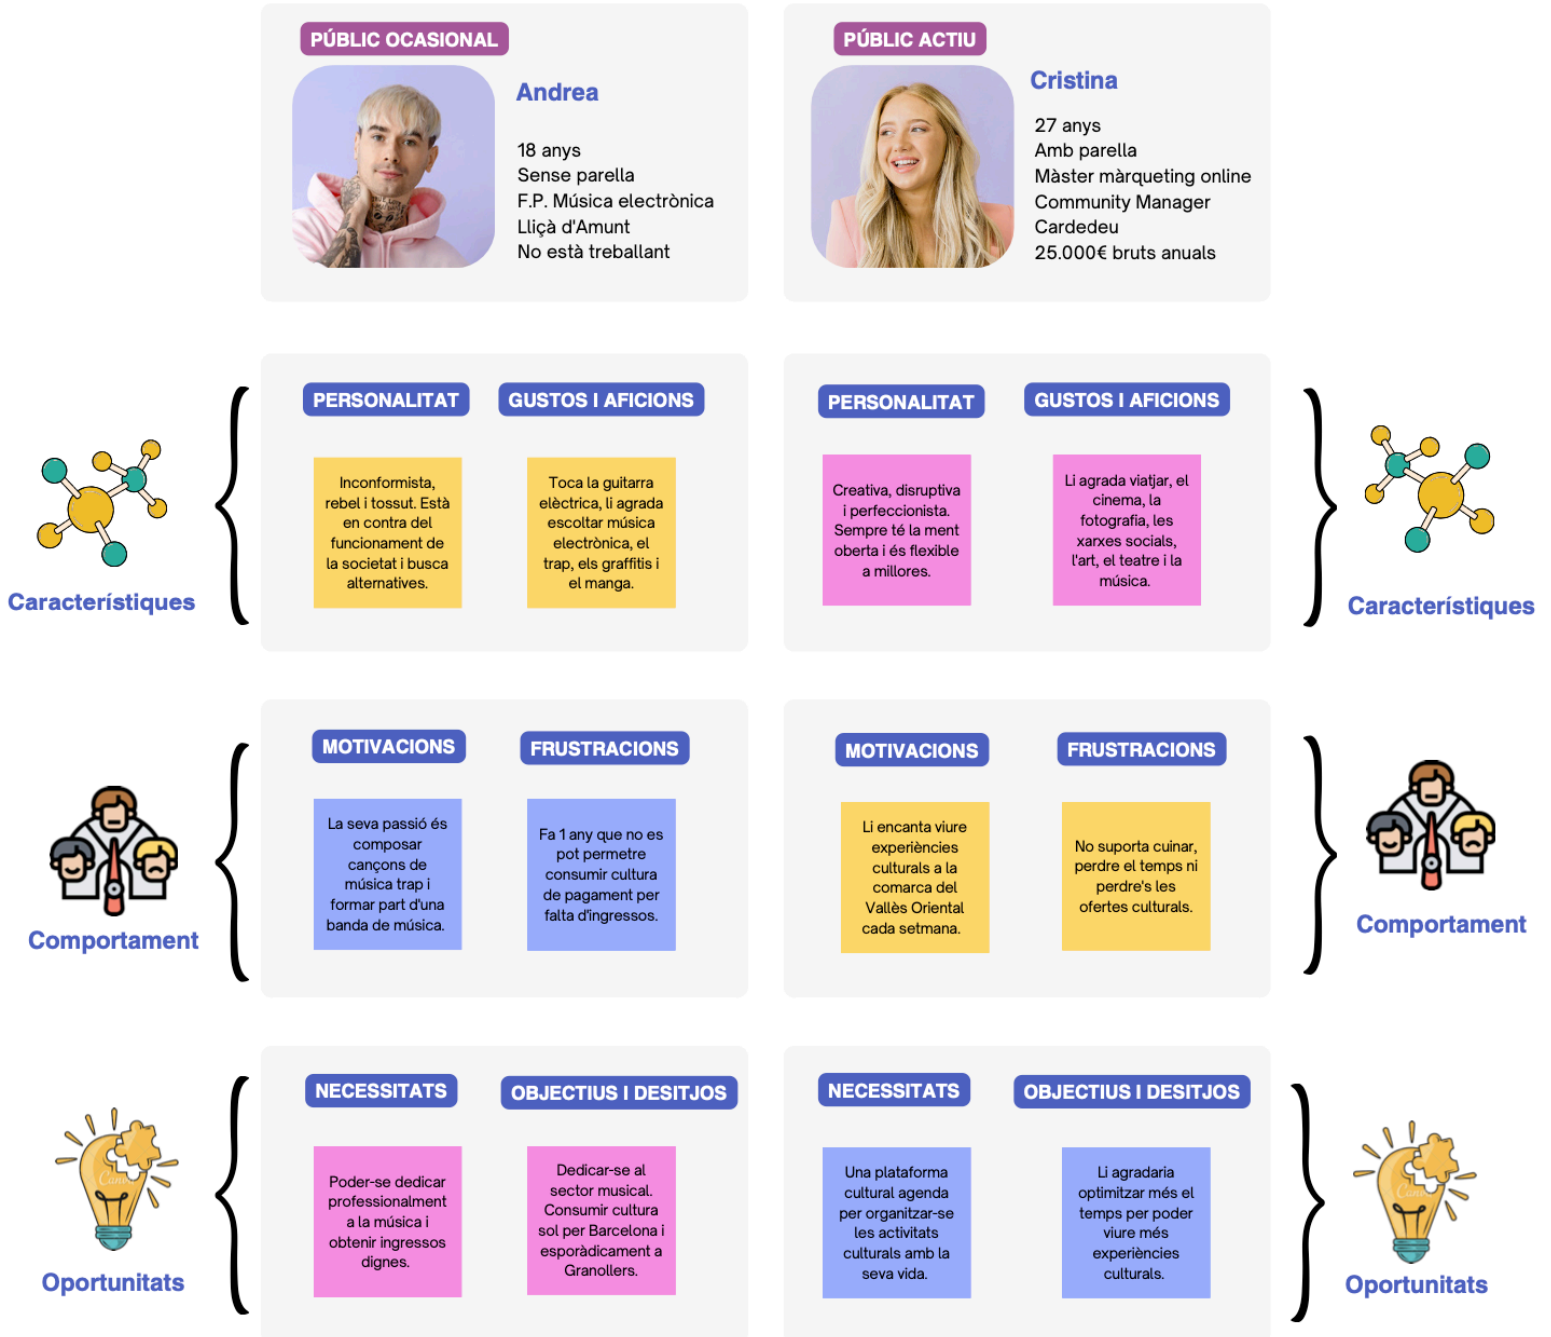 PÚBLIC OCASIONAL
Andrea
18 anys
Sense parella
F.P. Música electrònica
Lliçà d'Amunt
No està treballant
PÚBLIC ACTIU
Cristina
27 anys
Amb parella
Màster màrqueting online
Community Manager
Cardedeu
25.000€ bruts anuals
Característiques
PERSONALITAT
Inconformista,
rebel i tossut. Està
en contra del
funcionament de
la societat i busca
alternatives.
GUSTOS I AFICIONS
Toca la guitarra
elèctrica, li agrada
escoltar música
electrònica, el
trap, els graffitis i
el manga.
PERSONALITAT
Creativa, disruptiva
i perfeccionista.
Sempre té la ment
oberta i és flexible
a millores.
GUSTOS I AFICIONS
Li agrada viatjar, el
cinema, la
fotografia, les
xarxes socials,
l'art, el teatre i la
música.
Característiques
Comportament
MOTIVACIONS
La seva passió és
composar
cançons de
música trap i
formar part d'una
banda de música.
FRUSTRACIONS
Fa 1 any que no es
pot permetre
consumir cultura
de pagament per
falta d'ingressos.
MOTIVACIONS
Li encanta viure
experiències
culturals a la
comarca del
Vallès Oriental
cada setmana.
FRUSTRACIONS
No suporta cuinar,
perdre el temps ni
perdre's les
ofertes culturals.
Comportament
Canva
Oportunitats
NECESSITATS
Poder-se dedicar
professionalment
a la música i
obtenir ingressos
dignes.
OBJECTIUS I DESITJOS
Dedicar-se al
sector musical.
Consumir cultura
sol per Barcelona i
esporàdicament a
Granollers.
NECESSITATS
Una plataforma
cultural agenda
per organitzar-se
les activitats
culturals amb la
seva vida.
OBJECTIUS I DESITJOS
Li agradaria
optimitzar més el
temps per poder
viure més
experiències
culturals.
Canva
Oportunitats